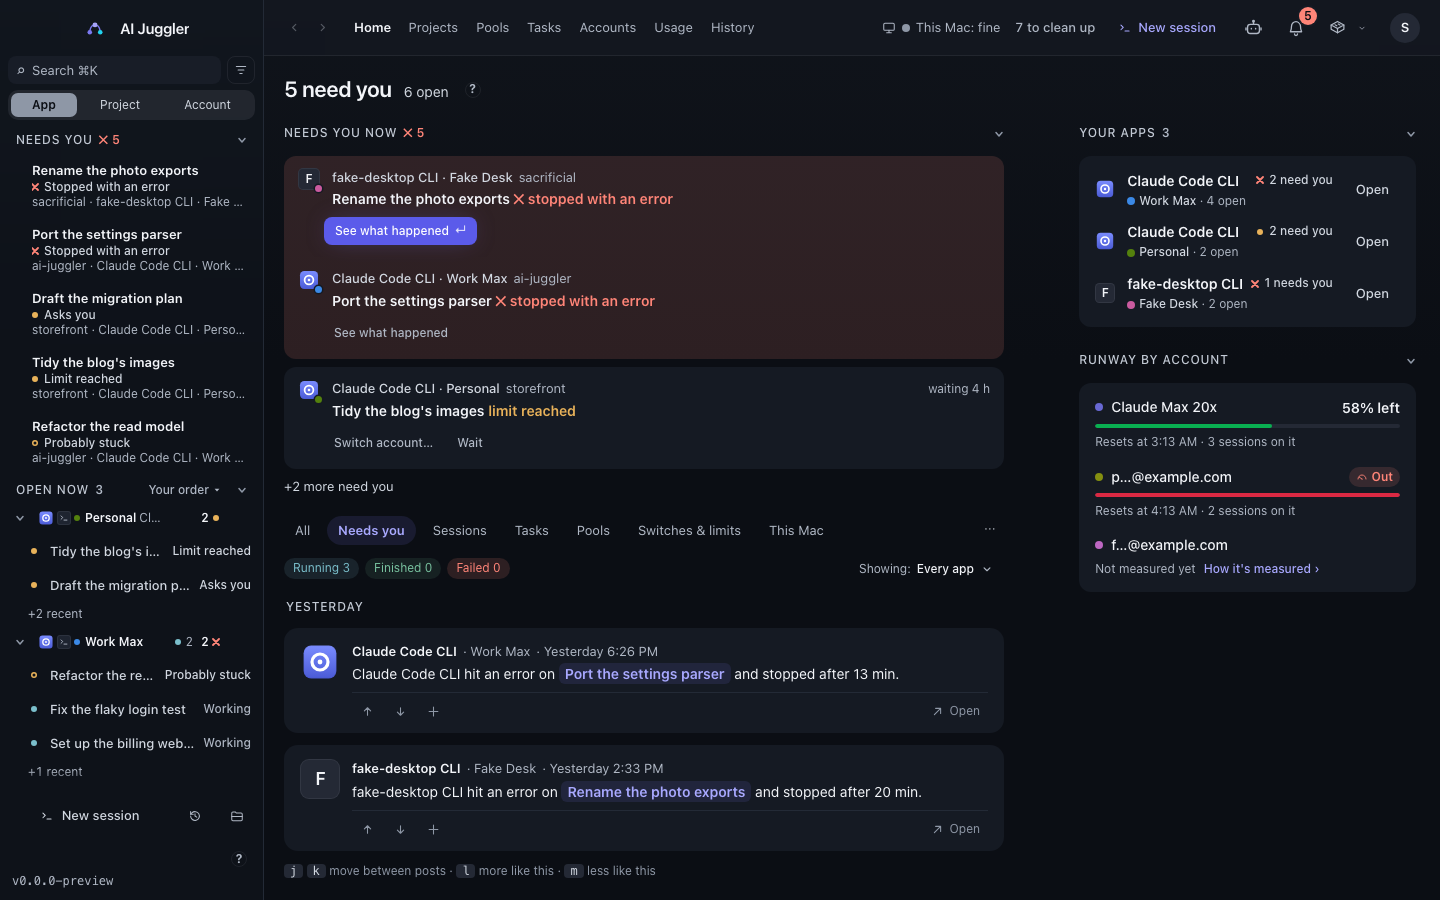 AI Juggler
Search ⌘K
App Project Account
NEEDS YOU 5
Rename the photo exports
Stopped with an error
sacrificial · fake-desktop CLI · Fake ...
Port the settings parser
Stopped with an error
ai-juggler · Claude Code CLI · Work ...
Draft the migration plan
Asks you
storefront · Claude Code CLI · Perso...
Tidy the blog's images
Limit reached
storefront · Claude Code CLI · Perso...
Refactor the read model
Probably stuck
ai-juggler · Claude Code CLI · Work ...
OPEN NOW 3 Your order
Personal Cl... 2
Tidy the blog's i... Limit reached
Draft the migration p... Asks you
+2 recent
Work Max 2 2
Refactor the re... Probably stuck
Fix the flaky login test Working
Set up the billing web... Working
+1 recent
New session
?
v0.0.0-preview
Home Projects Pools Tasks Accounts Usage History
This Mac: fine 7 to clean up New session 5 S
5 need you 6 open ?
NEEDS YOU NOW 5
F fake-desktop CLI · Fake Desk sacrificial
Rename the photo exports stopped with an error
See what happened ↵
Claude Code CLI · Work Max ai-juggler
Port the settings parser stopped with an error
See what happened
Claude Code CLI · Personal storefront waiting 4 h
Tidy the blog's images limit reached
Switch account... Wait
+2 more need you
All Needs you Sessions Tasks Pools Switches & limits This Mac ...
Running 3 Finished 0 Failed 0 Showing: Every app
YESTERDAY
Claude Code CLI · Work Max · Yesterday 6:26 PM
Claude Code CLI hit an error on Port the settings parser and stopped after 13 min.
↑ ↓ + Open
F fake-desktop CLI · Fake Desk · Yesterday 2:33 PM
fake-desktop CLI hit an error on Rename the photo exports and stopped after 20 min.
↑ ↓ + Open
j k move between posts · l more like this · m less like this
YOUR APPS 3
Claude Code CLI 2 need you Open
Work Max · 4 open
Claude Code CLI 2 need you Open
Personal · 2 open
F fake-desktop CLI 1 needs you Open
Fake Desk · 2 open
RUNWAY BY ACCOUNT
Claude Max 20x 58% left
Resets at 3:13 AM · 3 sessions on it
p...@example.com Out
Resets at 4:13 AM · 2 sessions on it
f...@example.com
Not measured yet How it's measured ›